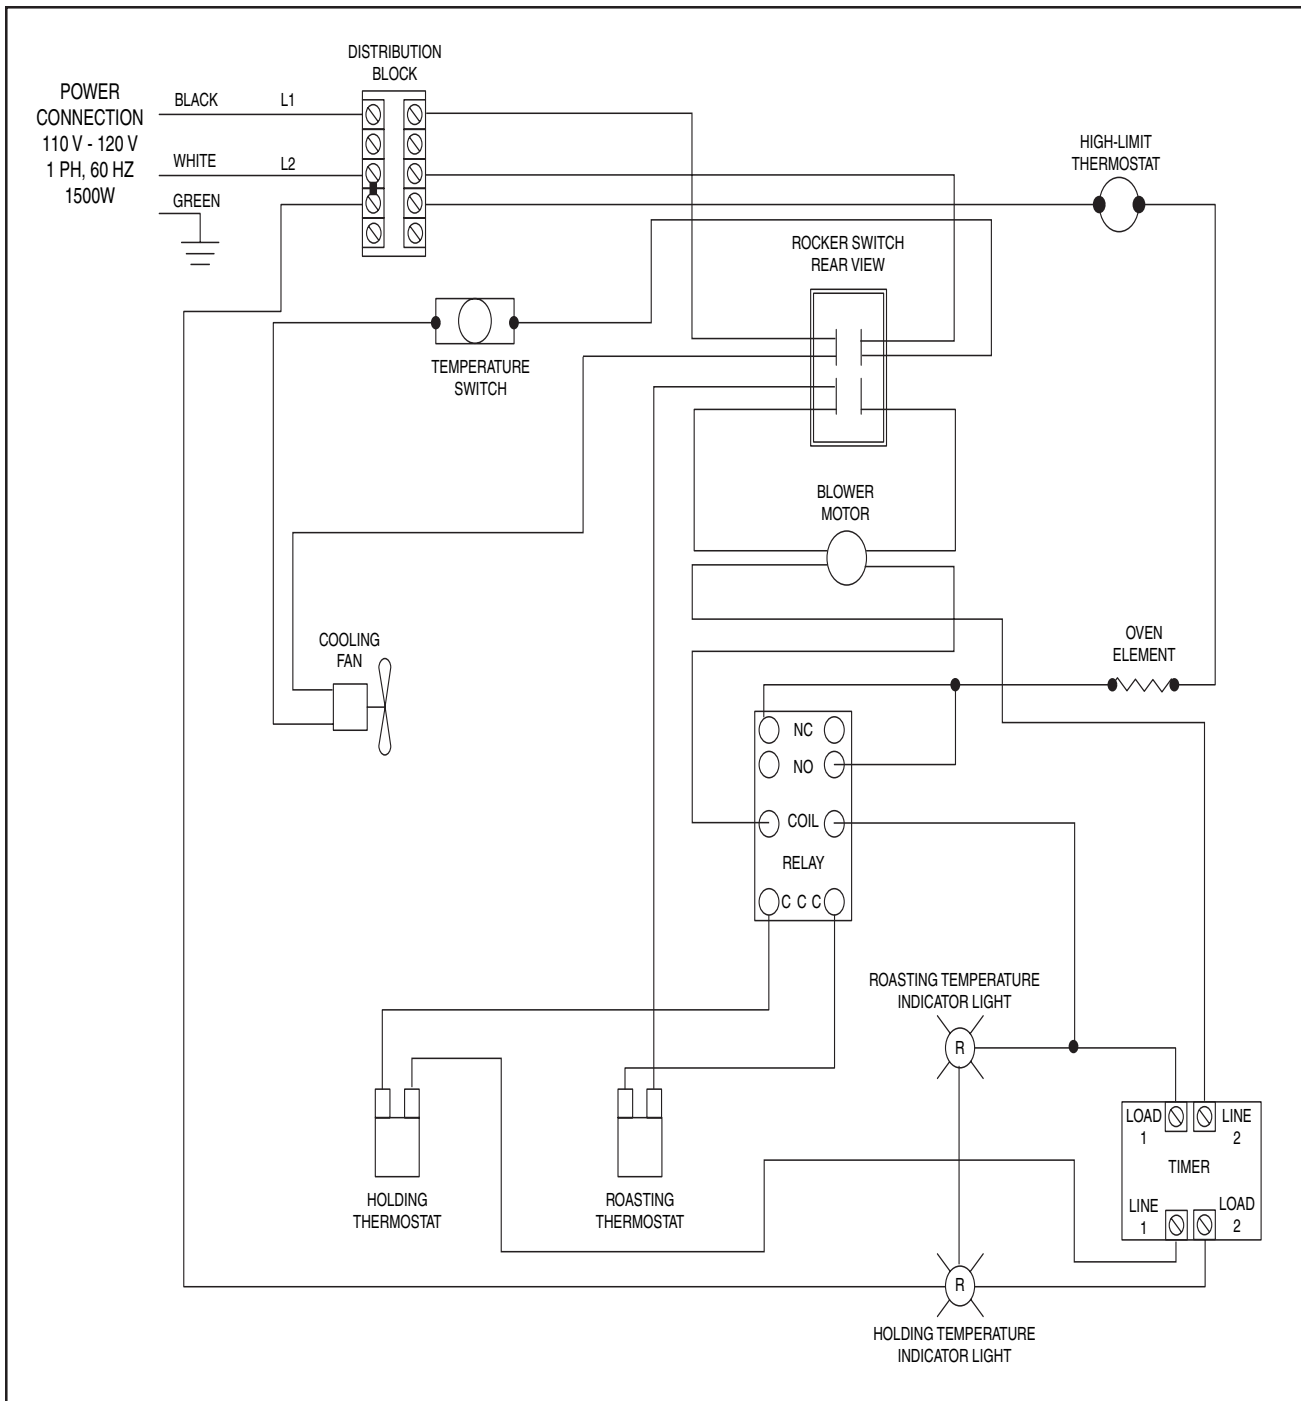 DISTRIBUTION
BLOCK
POWER
CONNECTION
110 V - 120 V
1 PH, 60 HZ
1500W
BLACK
L1
WHITE
L2
GREEN
HIGH-LIMIT
THERMOSTAT
ROCKER SWITCH
REAR VIEW
TEMPERATURE
SWITCH
BLOWER
MOTOR
COOLING
FAN
OVEN
ELEMENT
NC
NO
COIL
RELAY
C C C
ROASTING TEMPERATURE
INDICATOR LIGHT
R
LOAD
1
LINE
2
TIMER
LINE
1
LOAD
2
HOLDING
THERMOSTAT
ROASTING
THERMOSTAT
R
HOLDING TEMPERATURE
INDICATOR LIGHT